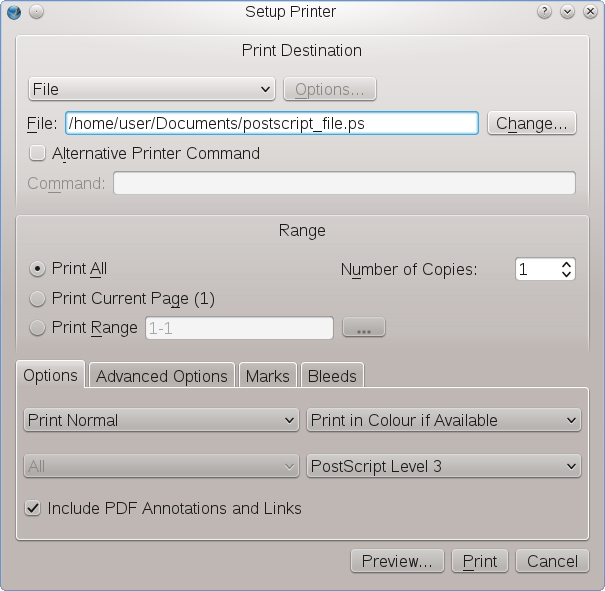 Setup Printer
Print Destination
File Options...
File: /home/user/Documents/postscript_file.ps Change...
Alternative Printer Command
Command:
Range
Print All Number of Copies: 1
Print Current Page (1)
Print Range 1-1 ...
Options Advanced Options Marks Bleeds
Print Normal Print in Colour if Available
All PostScript Level 3
Include PDF Annotations and Links
Preview... Print Cancel